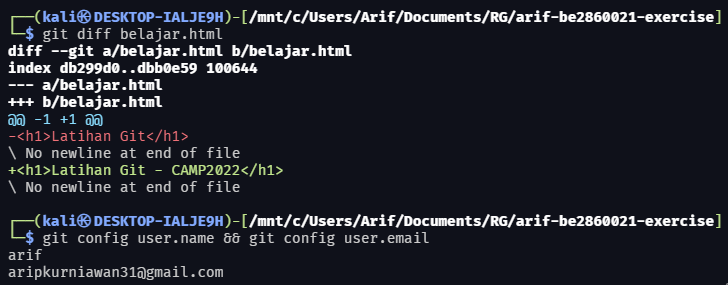 ┌──(kali㉿DESKTOP-IALJE9H)-[/mnt/c/Users/Arif/Documents/RG/arif-be2860021-exercise]
└─$ git diff belajar.html
diff --git a/belajar.html b/belajar.html
index db299d0..dbb0e59 100644
--- a/belajar.html
+++ b/belajar.html
@@ -1 +1 @@
-<h1>Latihan Git</h1>
\ No newline at end of file
+<h1>Latihan Git - CAMP2022</h1>
\ No newline at end of file
┌──(kali㉿DESKTOP-IALJE9H)-[/mnt/c/Users/Arif/Documents/RG/arif-be2860021-exercise]
└─$ git config user.name && git config user.email
arif
aripkurniawan31@gmail.com